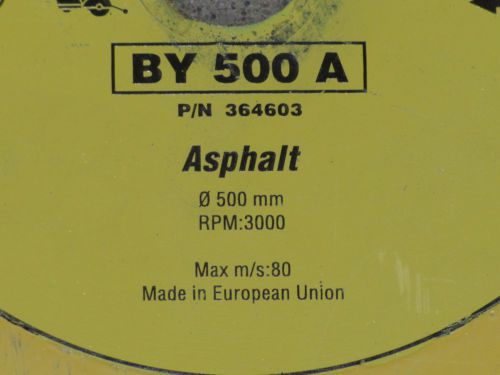 BY 500 A
P/N 364603
Asphalt
Ø 500 mm
RPM:3000
Max m/s:80
Made in European Union